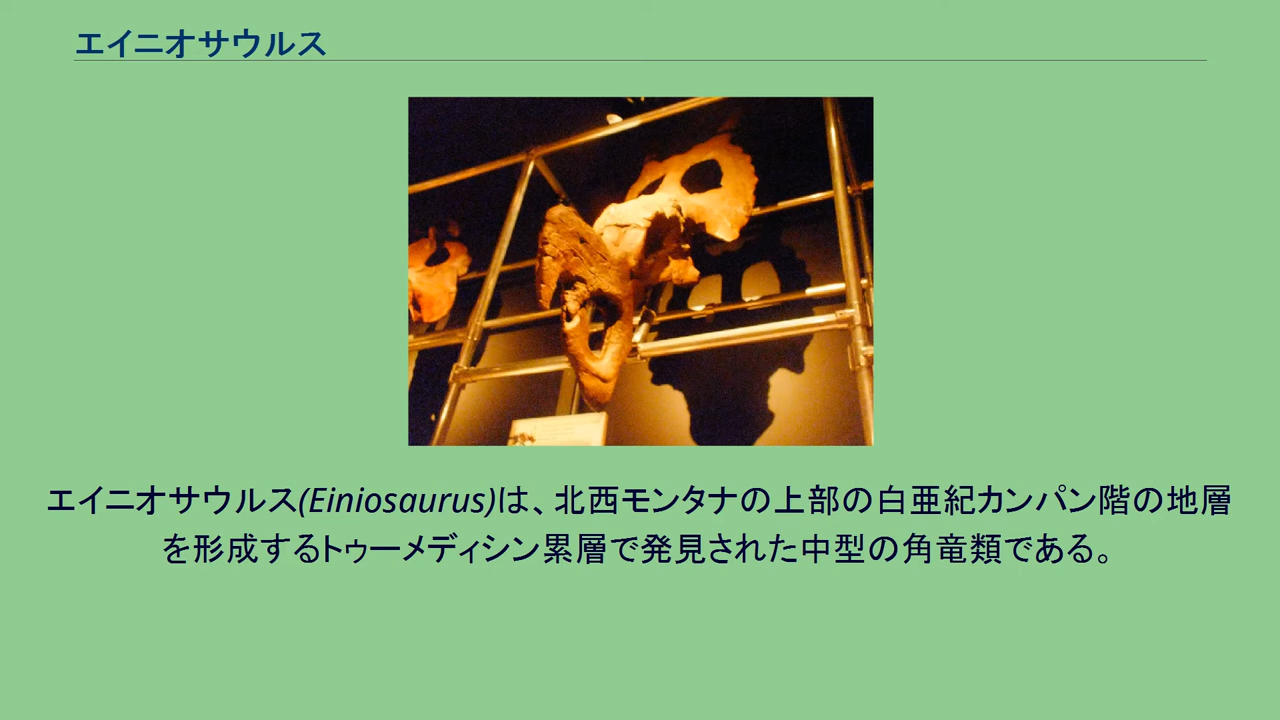 エイニオサウルス
エイニオサウルス(Einiosaurus)は、北西モンタナの上部の白亜紀カンパン階の地層
を形成するトゥーメディシン累層で発見された中型の角竜類である。